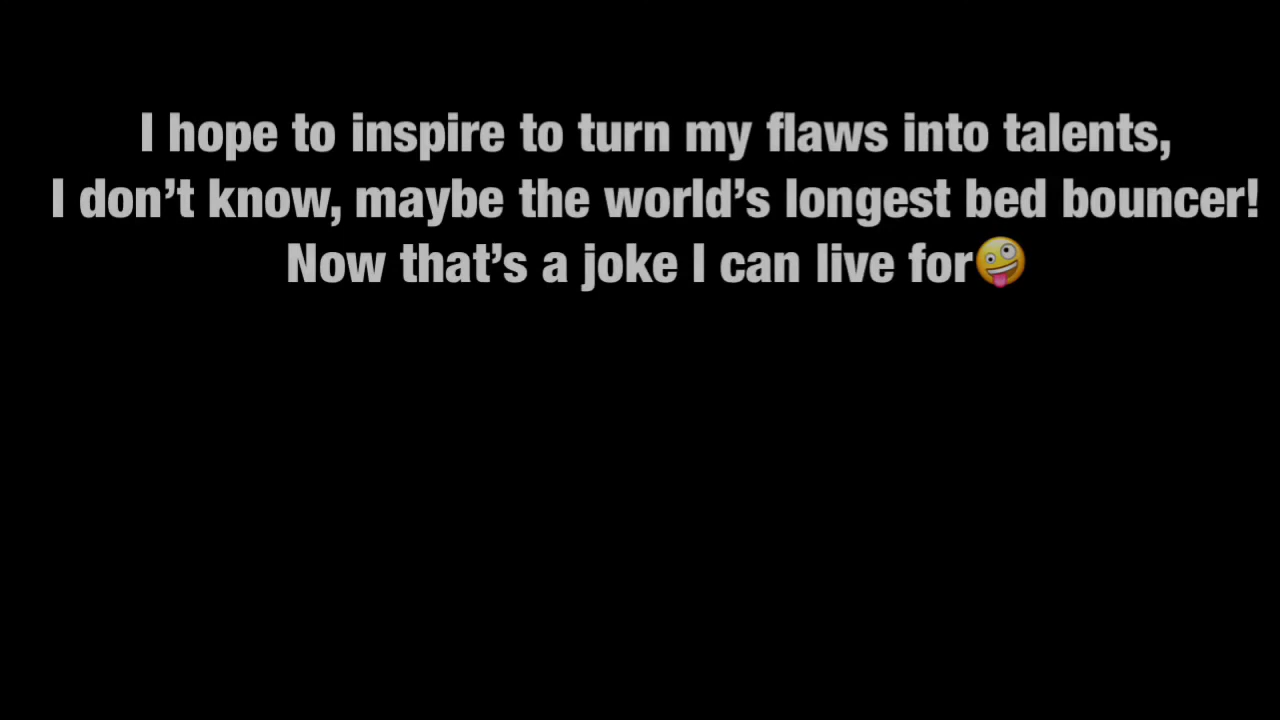 I hope to inspire to turn my flaws into talents,
I don’t know, maybe the world’s longest bed bouncer!
Now that’s a joke I can live for🤪